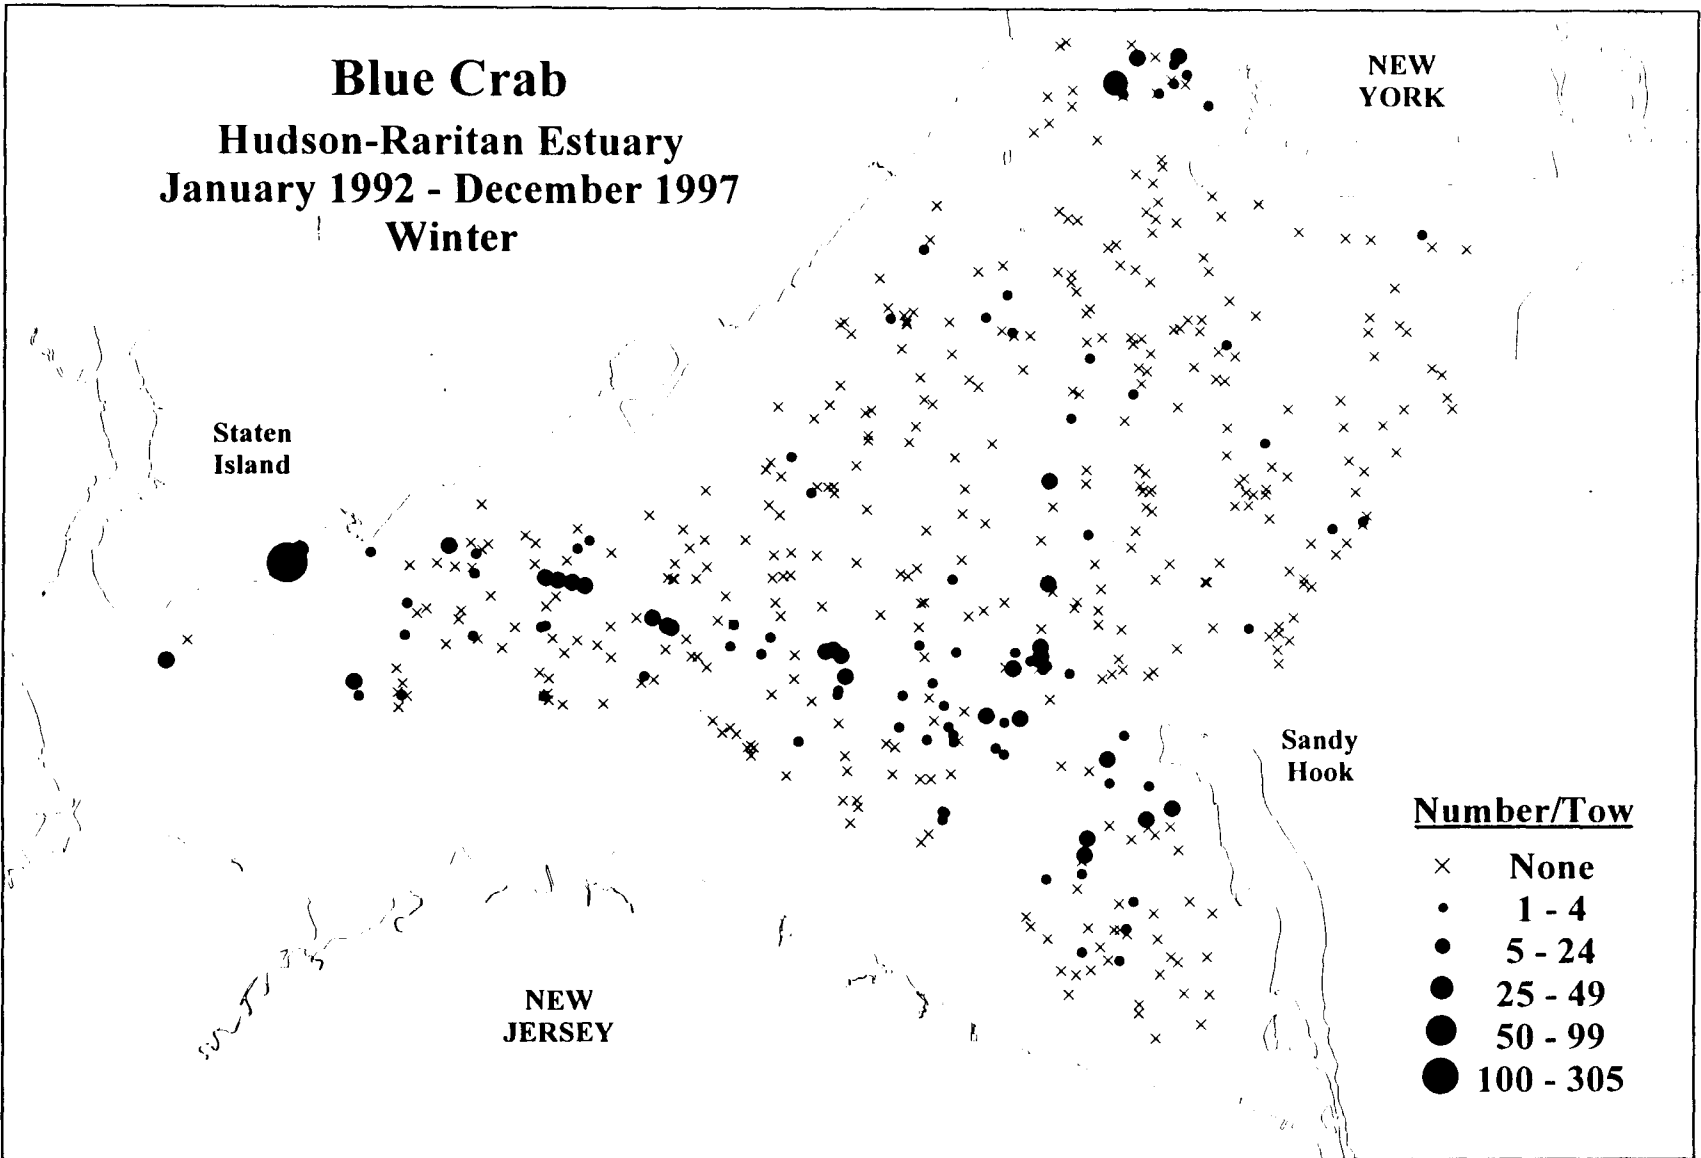 Blue Crab
Hudson-Raritan Estuary
January 1992 - December 1997
Winter
NEW
YORK
Staten
Island
Sandy
Hook
NEW
JERSEY
Number/Tow
× None
1 - 4
5 - 24
25 - 49
50 - 99
100 - 305